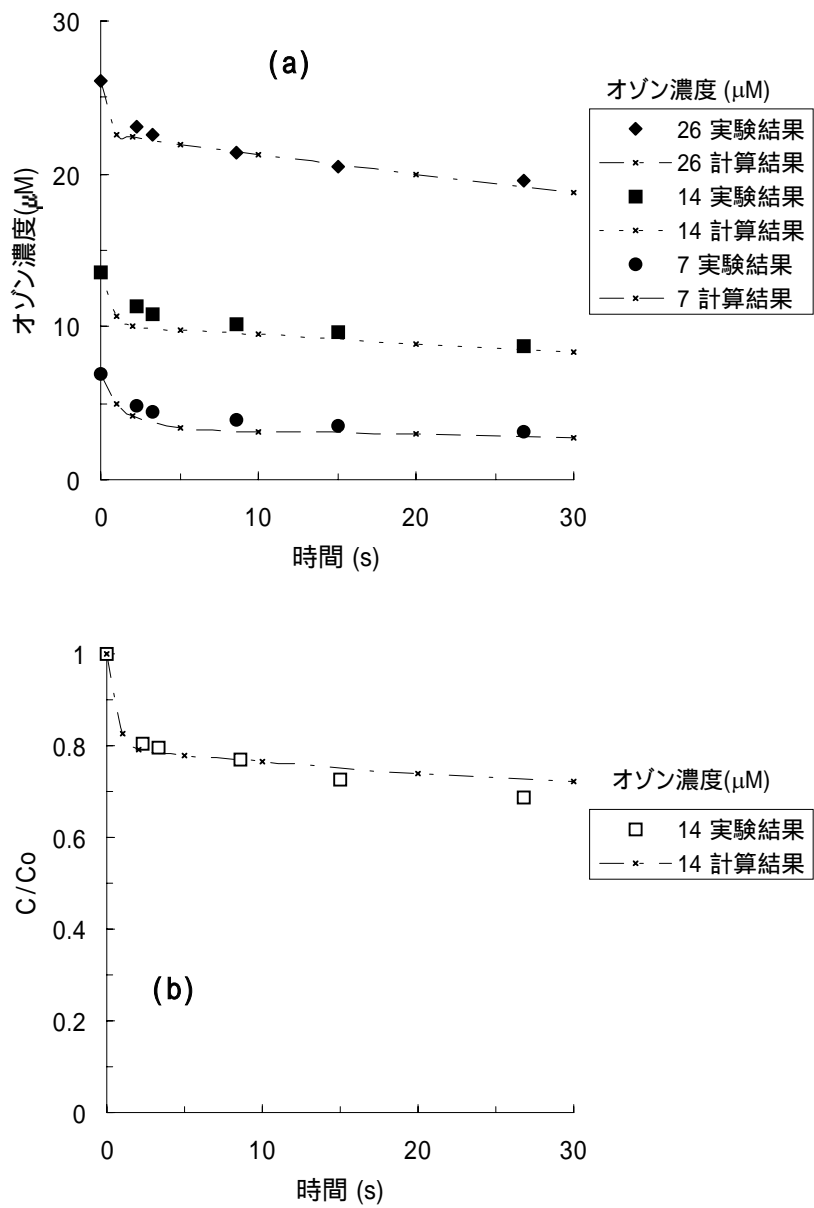 30
(a)
オゾン濃度 (μM)
26 実験結果
26 計算結果
14 実験結果
14 計算結果
7 実験結果
7 計算結果
20
オゾン濃度(μM)
10
0
0 10 20 30
時間 (s)
1
0.8
オゾン濃度(μM)
14 実験結果
14 計算結果
0.6
C/Co
0.4
(b)
0.2
0
0 10 20 30
時間 (s)